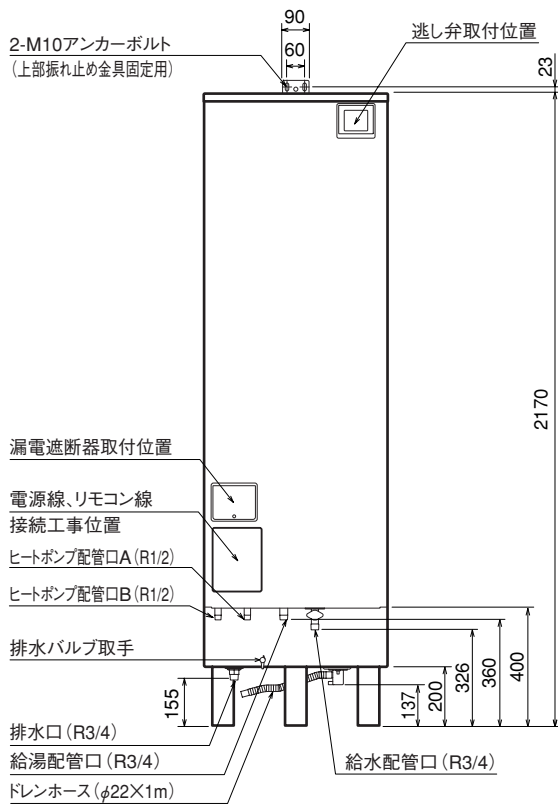 90
60
2-M10アンカーボルト
(上部振れ止め金具固定用)
逃し弁取付位置
23
2170
漏電遮断器取付位置
電源線、リモコン線
接続工事位置
ヒートポンプ配管口A(R1/2)
ヒートポンプ配管口B(R1/2)
排水バルブ取手
155
137
200
326
360
400
排水口(R3/4)
給湯配管口(R3/4)
給水配管口(R3/4)
ドレンホース(φ22×1m)